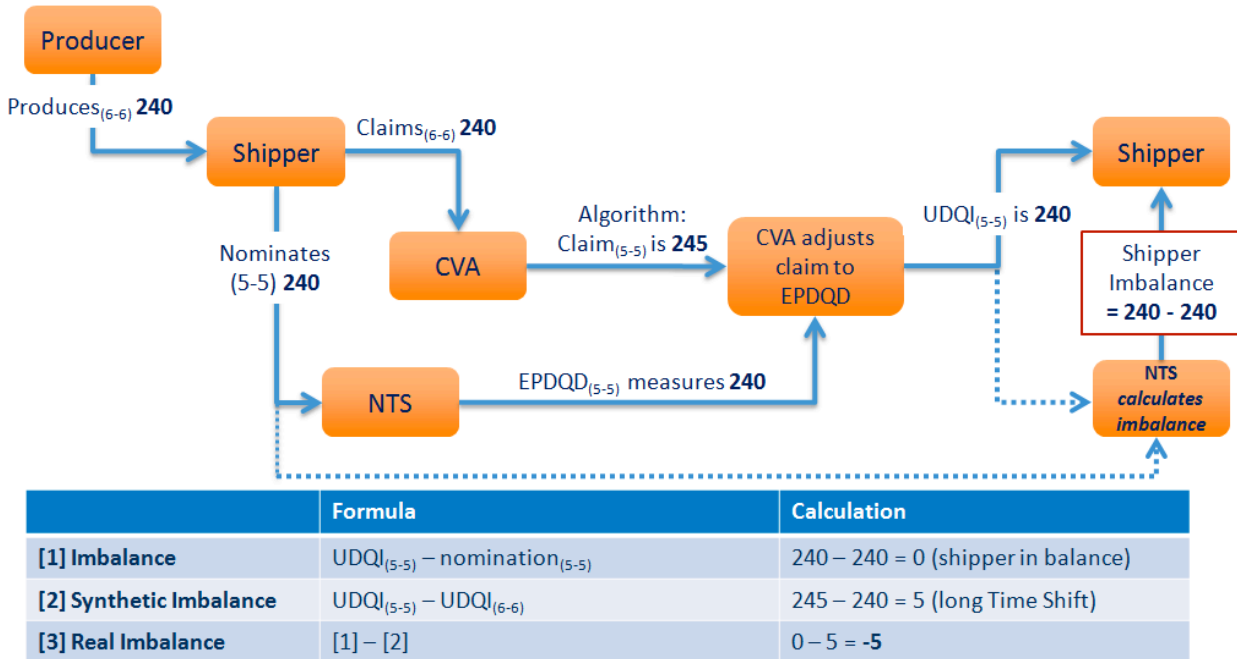 Producer
Produces(6-6) 240
Shipper
Claims(6-6) 240
Nominates
(5-5) 240
CVA
Algorithm:
Claim(5-5) is 245
CVA adjusts
claim to
EPDQD
UDQI(5-5) is 240
Shipper
Shipper
Imbalance
= 240 - 240
NTS
EPDQD(5-5) measures 240
NTS
calculates
imbalance
Formula Calculation
[1] Imbalance UDQI(5-5) – nomination(5-5) 240 – 240 = 0 (shipper in balance)
[2] Synthetic Imbalance UDQI(5-5) – UDQI(6-6) 245 – 240 = 5 (long Time Shift)
[3] Real Imbalance [1] – [2] 0 – 5 = -5